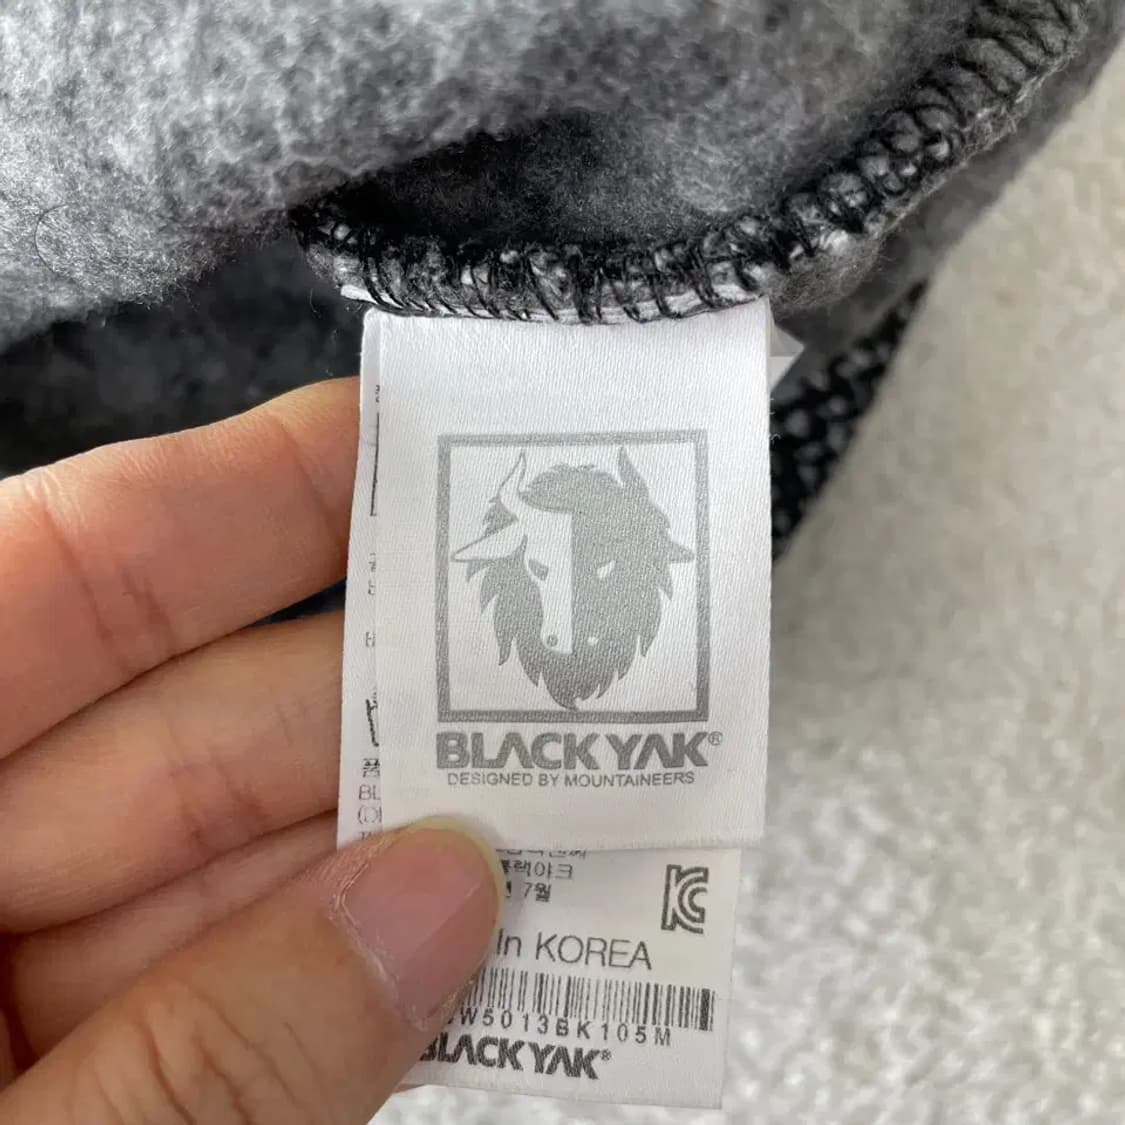 BLACK YAK®
DESIGNED BY MOUNTAINEERS
블랙야크
7월
In KOREA
W5013BK105M
BLACK YAK®